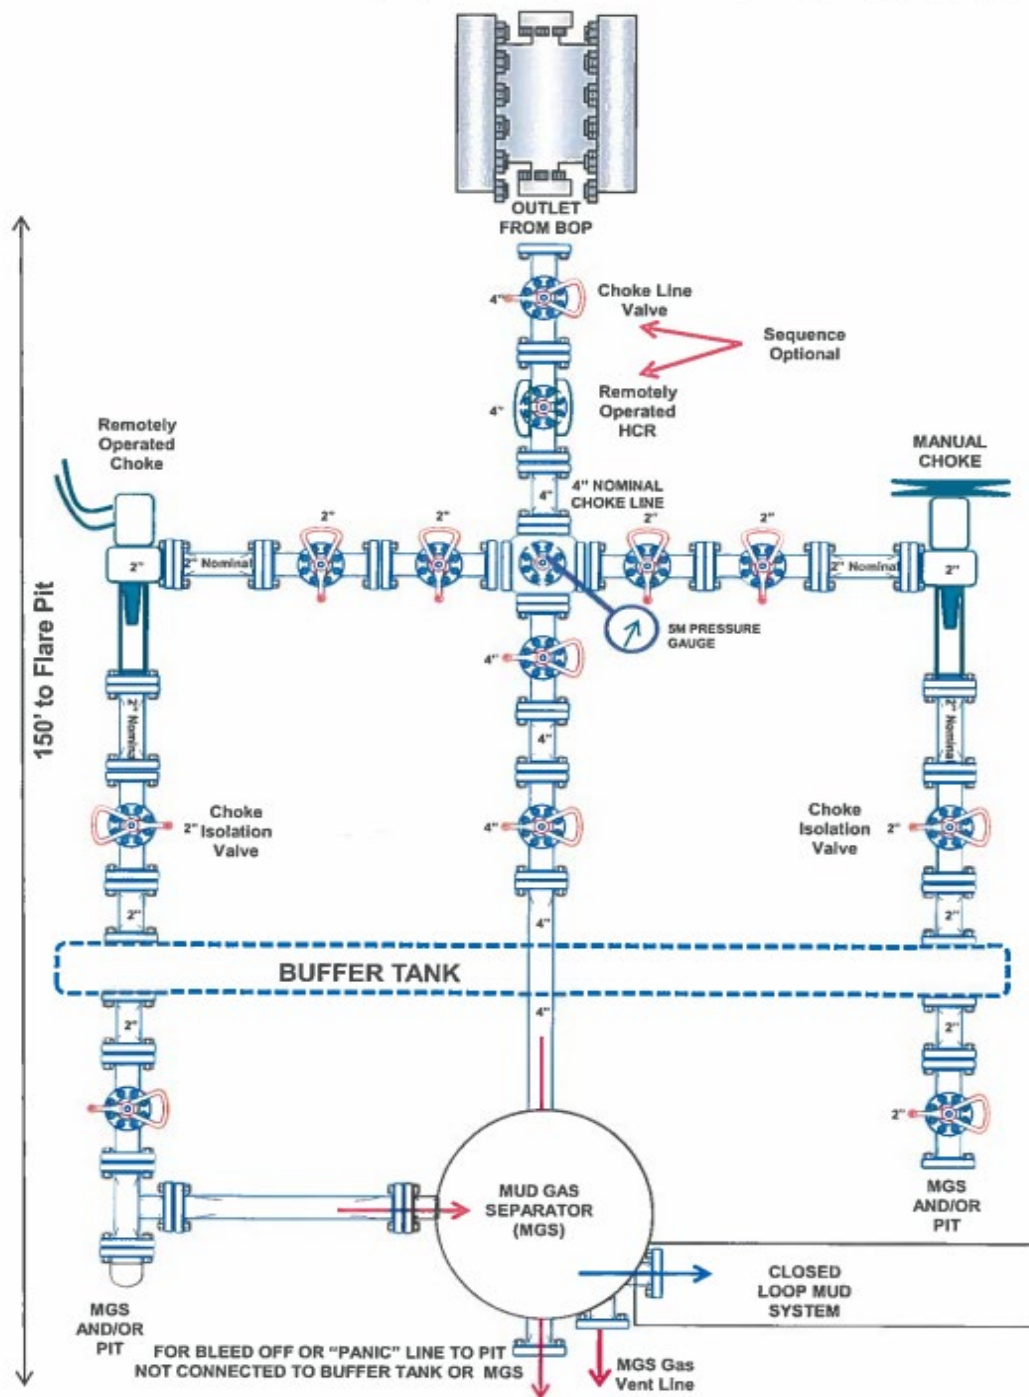 OUTLET
FROM BOP
4"
Choke Line
Valve
Sequence
Optional
4"
Remotely
Operated
HCR
Remotely
Operated
Choke
MANUAL
CHOKE
4" NOMINAL
CHOKE LINE
4"
2"
2"
2"
2"
2"
2" Nominal
2" Nominal
2"
5M PRESSURE
GAUGE
150' to Flare Pit
4"
2" Nominal
4"
2" Nominal
2"
Choke
Isolation
Valve
4"
Choke
Isolation
Valve
2"
2"
4"
2"
BUFFER TANK
2"
4"
2"
2"
MUD GAS
SEPARATOR
(MGS)
MGS
AND/OR
PIT
CLOSED
LOOP MUD
SYSTEM
MGS
AND/OR
PIT
FOR BLEED OFF OR "PANIC" LINE TO PIT
NOT CONNECTED TO BUFFER TANK OR MGS
MGS Gas
Vent Line